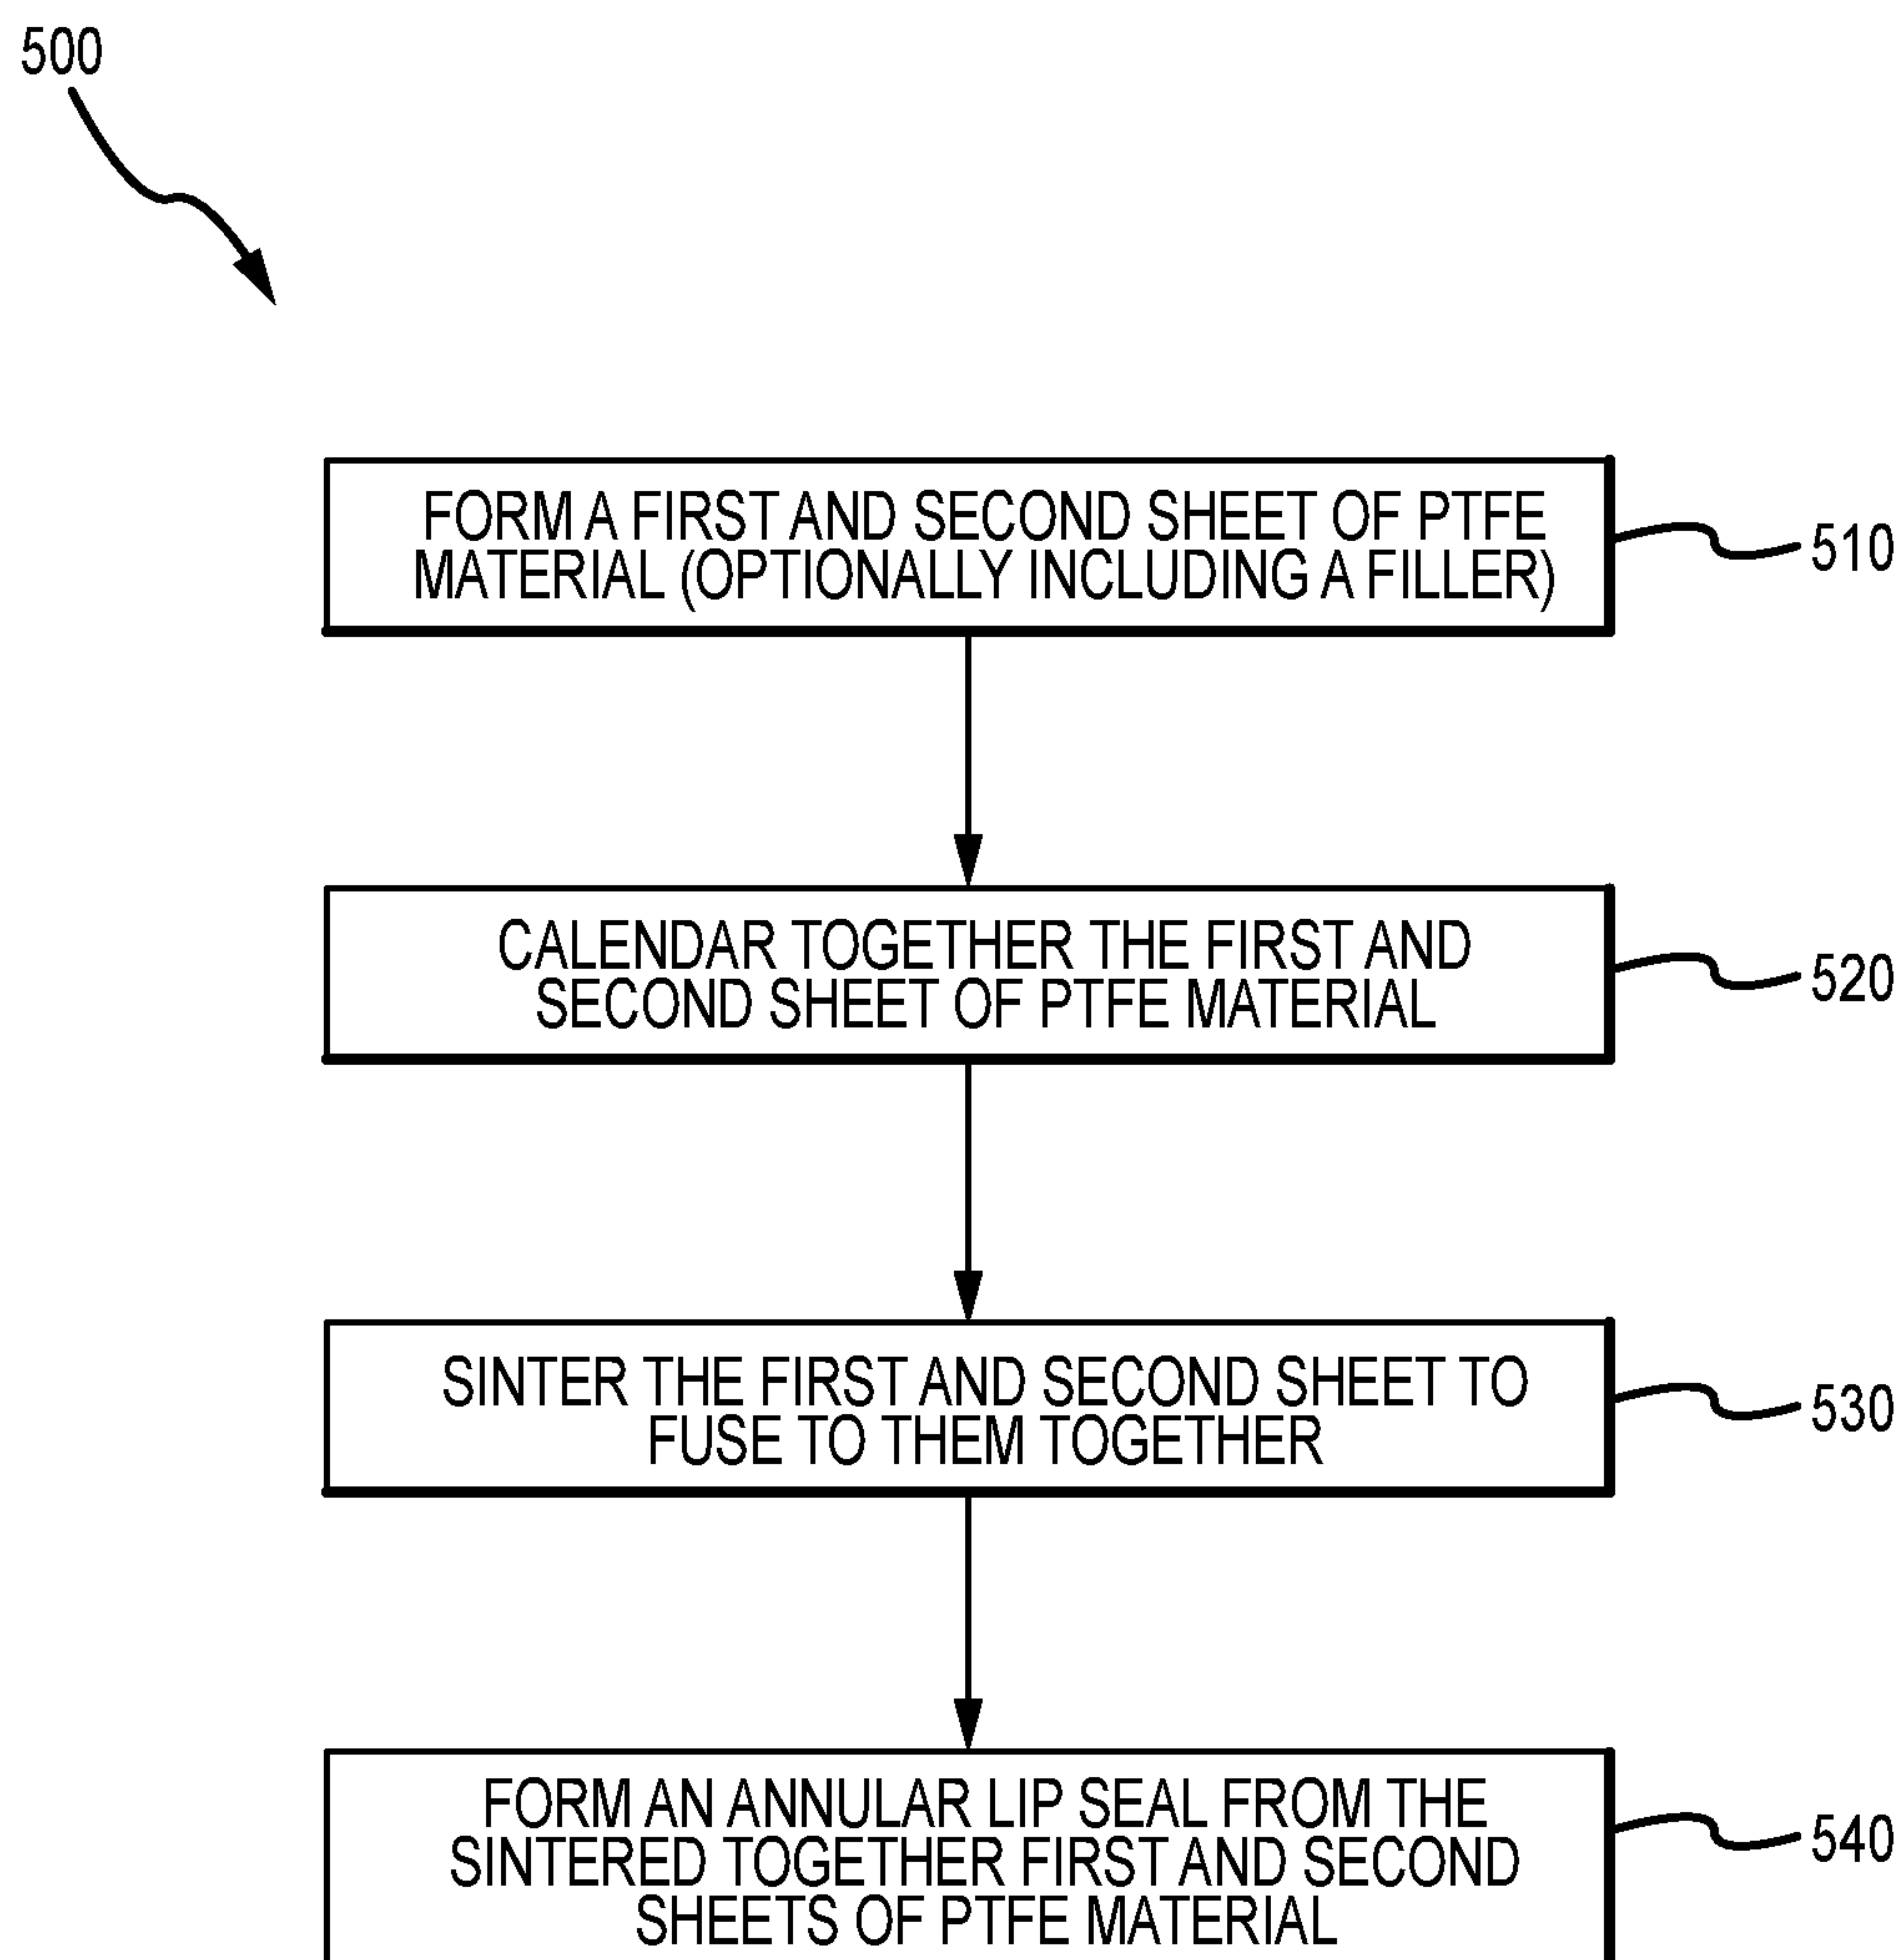 500
FORM A FIRST AND SECOND SHEET OF PTFE
MATERIAL (OPTIONALLY INCLUDING A FILLER)
510
CALENDAR TOGETHER THE FIRST AND
SECOND SHEET OF PTFE MATERIAL
520
SINTER THE FIRST AND SECOND SHEET TO
FUSE TO THEM TOGETHER
530
FORM AN ANNULAR LIP SEAL FROM THE
SINTERED TOGETHER FIRST AND SECOND
SHEETS OF PTFE MATERIAL
540